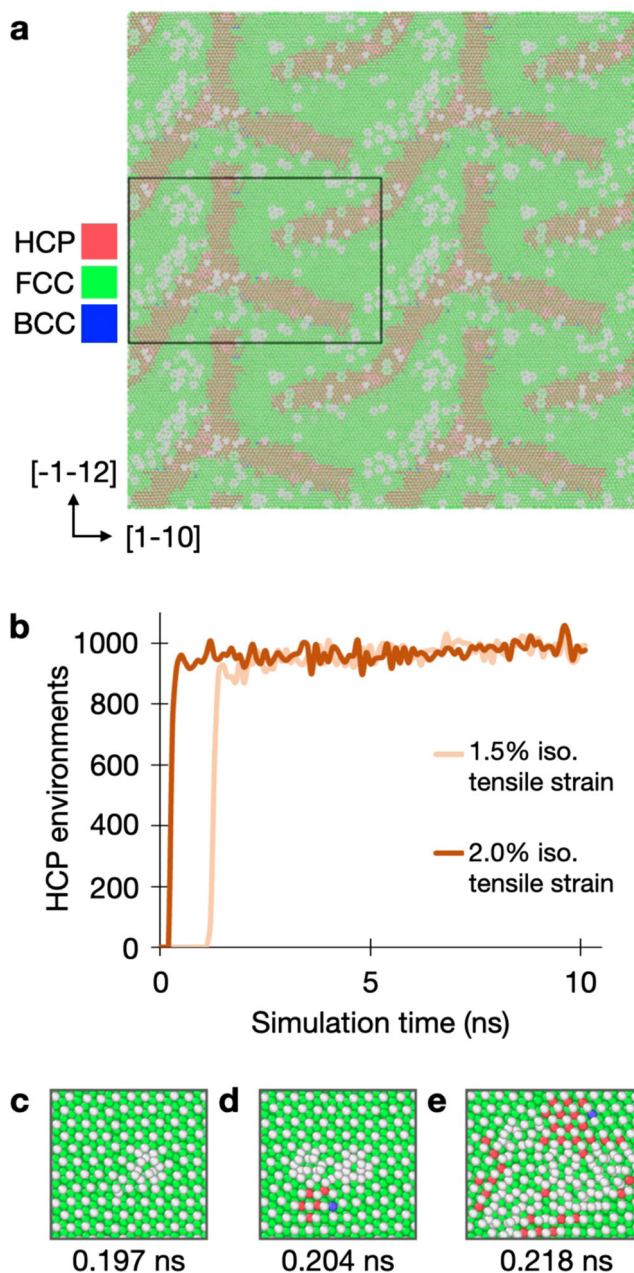 a
HCP
FCC
BCC
[-1-12]
[1-10]
b
1000
800
600
400
200
0
HCP environments
1.5% iso.
tensile strain
2.0% iso.
tensile strain
0 5 10
Simulation time (ns)
c d e
0.197 ns 0.204 ns 0.218 ns